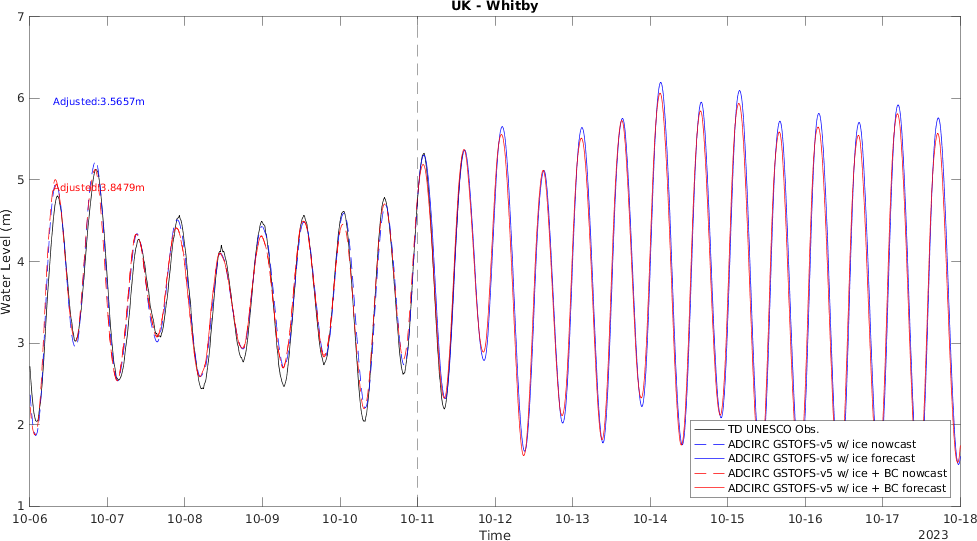 UK - Whitby
7
6
5
4
3
2
1
Water Level (m)
Adjusted:3.5657m
Adjusted:3.8479m
TD UNESCO Obs.
ADCIRC GSTOFS-v5 w/ ice nowcast
ADCIRC GSTOFS-v5 w/ ice forecast
ADCIRC GSTOFS-v5 w/ ice + BC nowcast
ADCIRC GSTOFS-v5 w/ ice + BC forecast
10-06 10-07 10-08 10-09 10-10 10-11 10-12 10-13 10-14 10-15 10-16 10-17 10-18
Time
2023